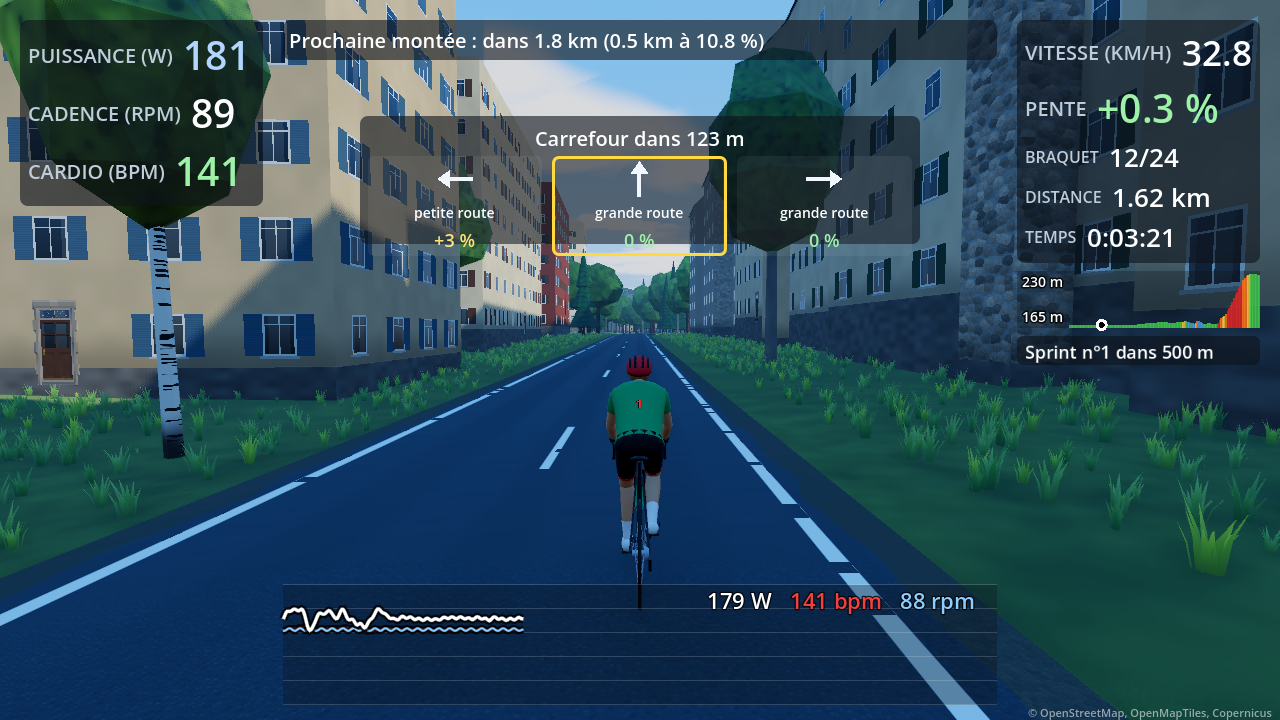 PUISSANCE (W) 181
CADENCE (RPM) 89
CARDIO (BPM) 141
Prochaine montée : dans 1.8 km (0.5 km à 10.8 %)
Carrefour dans 123 m
petite route
+3 %
grande route
0 %
grande route
0 %
VITESSE (KM/H) 32.8
PENTE +0.3 %
BRAQUET 12/24
DISTANCE 1.62 km
TEMPS 0:03:21
230 m
165 m
Sprint n°1 dans 500 m
1
179 W 141 bpm 88 rpm
© OpenStreetMap, OpenMapTiles, Copernicus